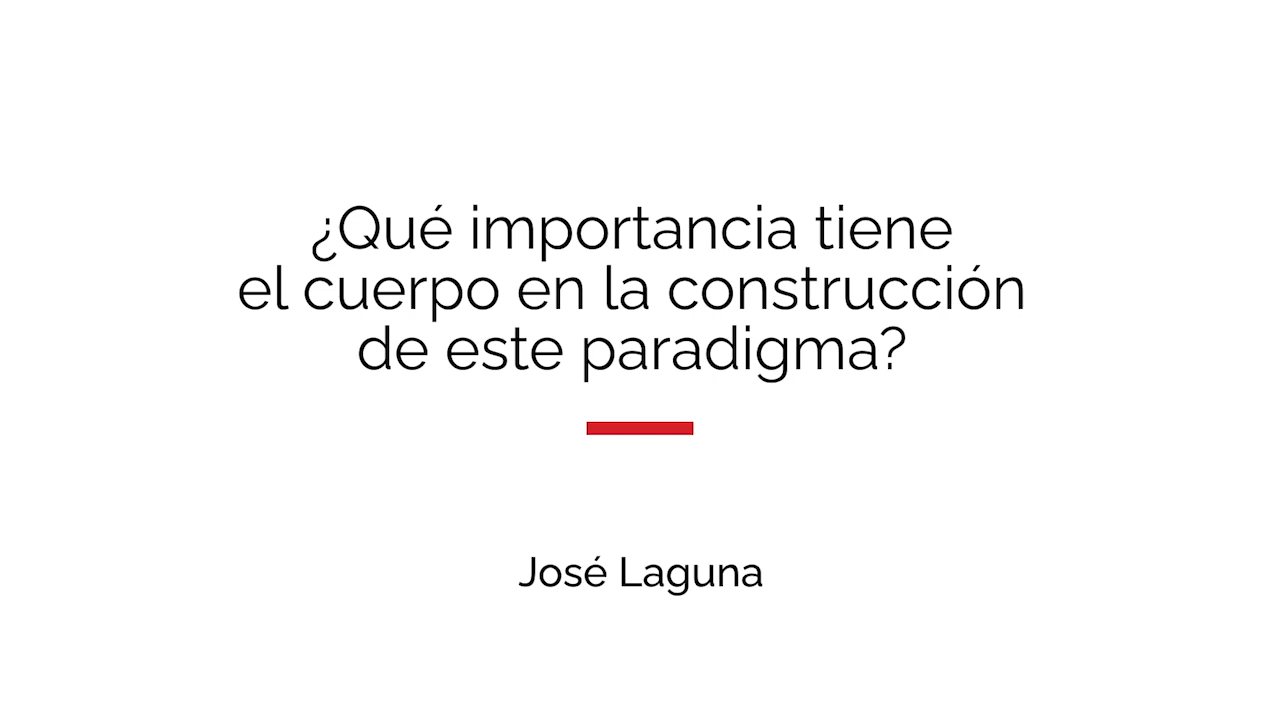 ¿Qué importancia tiene
el cuerpo en la construcción
de este paradigma?
José Laguna